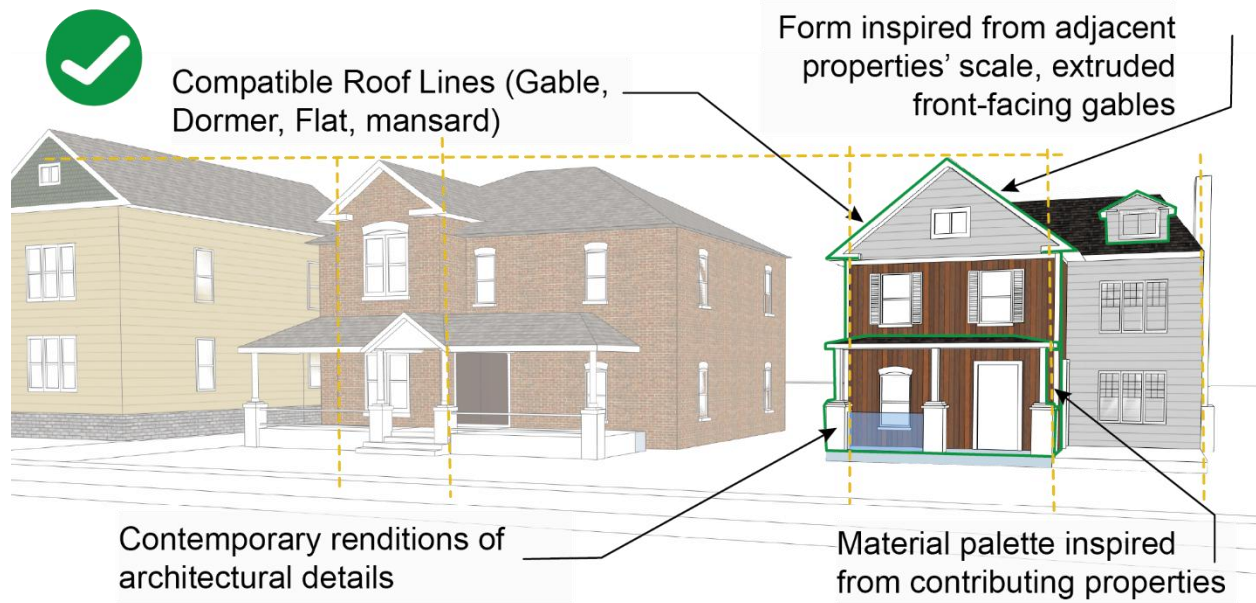 Compatible Roof Lines (Gable,
Dormer, Flat, mansard)
Form inspired from adjacent
properties’ scale, extruded
front-facing gables
Contemporary renditions of
architectural details
Material palette inspired
from contributing properties